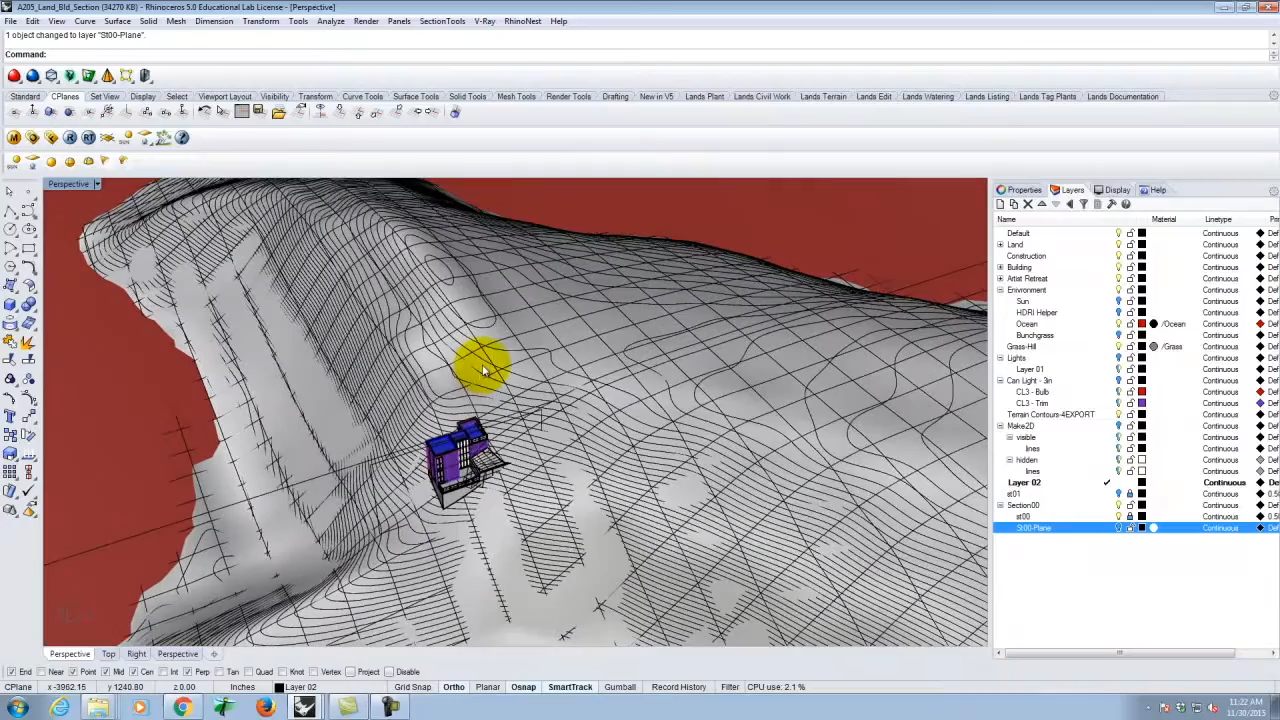 A205_Land_Bld_Section (34270 KB) - Rhinoceros 5.0 Educational Lab License - [Perspective]
File Edit View Curve Surface Solid Mesh Dimension Transform Tools Analyze Render Panels SectionTools V-Ray RhinoNest Help
1 object changed to layer "St00-Plane".
Command:
Standard CPlanes Set View Display Select Viewport Layout Visibility Transform Curve Tools Surface Tools Solid Tools Mesh Tools Render Tools Drafting New in V5 Lands Plant Lands Civil Work Lands Terrain Lands Edit Lands Watering Lands Listing Lands Tag Plants Lands Documentation
Perspective
Properties Layers Display Help
Name Material Linetype
Default Continuous
Land Continuous
Construction Continuous
Building Continuous
Artist Retreat Continuous
Environment Continuous
Sun Continuous
HDRI Helper Continuous
Ocean /Ocean Continuous
Bunchgrass Continuous
Grass-Hill /Grass Continuous
Lights Continuous
Layer 01 Continuous
Can Light - 3in Continuous
CL3 - Bulb Continuous
CL3 - Trim Continuous
Terrain Contours-4EXPORT Continuous
Make2D Continuous
visible Continuous
lines Continuous
hidden Continuous
lines Continuous
Layer 02 Continuous
st01 Continuous
Section00 Continuous
st00 Continuous
St00-Plane Continuous
Perspective Top Right Perspective
End Near Point Mid Cen Int Perp Tan Quad Knot Vertex Project Disable
CPlane x -3962.15 y 1240.80 z 0.00 Inches Layer 02 Grid Snap Ortho Planar Osnap SmartTrack Gumball Record History Filter CPU use: 2.1 %
11:22 AM
11/30/2015